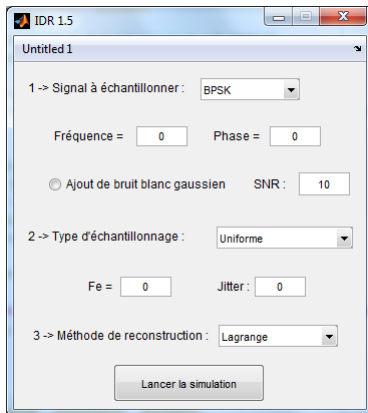 IDR 1.5
Untitled 1
1 -> Signal à échantillonner : BPSK
Fréquence = 0 Phase = 0
Ajout de bruit blanc gaussien SNR : 10
2 -> Type d'échantillonnage : Uniforme
Fe = 0 Jitter : 0
3 -> Méthode de reconstruction : Lagrange
Lancer la simulation